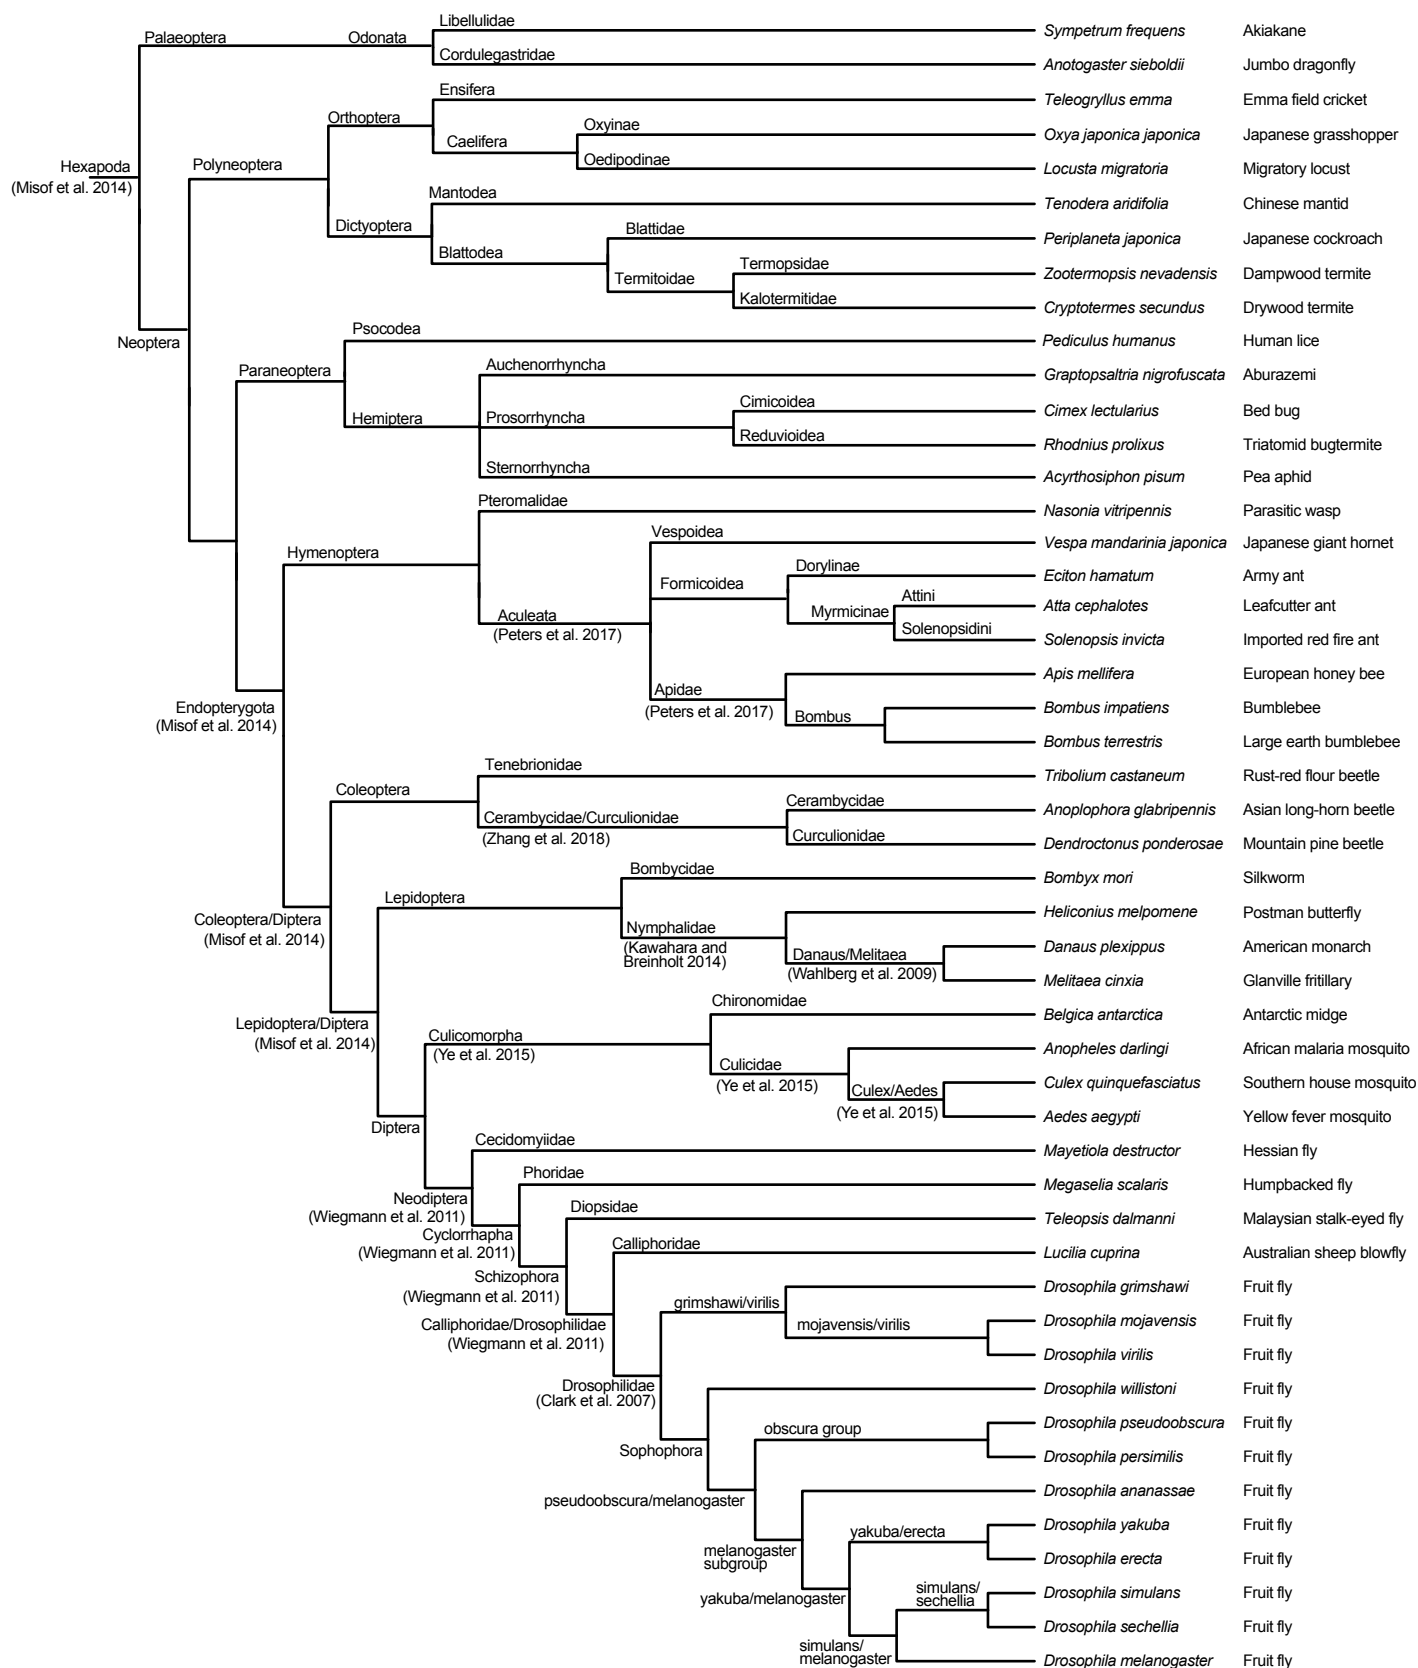 Libellulidae
Sympetrum frequens Akiakane
Palaeoptera Odonata
Cordulegastridae
Anotogaster sieboldii Jumbo dragonfly
Ensifera
Teleogryllus emma Emma field cricket
Orthoptera
Oxyinae
Oxya japonica japonica Japanese grasshopper
Caelifera
Oedipodinae
Hexapoda
(Misof et al. 2014)
Polyneoptera
Locusta migratoria Migratory locust
Mantodea
Tenodera aridifolia Chinese mantid
Dictyoptera
Blattidae
Periplaneta japonica Japanese cockroach
Blattodea
Termopsidae
Termitoidae
Zootermopsis nevadensis Dampwood termite
Kalotermitidae
Cryptotermes secundus Drywood termite
Psocodea
Neoptera
Pediculus humanus Human lice
Auchenorrhyncha
Paraneoptera
Graptopsaltria nigrofuscata Aburazemi
Cimicoidea
Hemiptera Prosorrhyncha
Cimex lectularius Bed bug
Reduvioidea
Rhodnius prolixus Triatomid bugtermite
Sternorrhyncha
Acyrthosiphon pisum Pea aphid
Pteromalidae
Nasonia vitripennis Parasitic wasp
Vespoidea
Vespa mandarinia japonica Japanese giant hornet
Hymenoptera
Dorylinae
Formicoidea
Eciton hamatum Army ant
Attini
Aculeata
(Peters et al. 2017)
Myrmicinae
Atta cephalotes Leafcutter ant
Solenopsidini
Solenopsis invicta Imported red fire ant
Apis mellifera European honey bee
Apidae
(Peters et al. 2017)
Endopterygota
(Misof et al. 2014)
Bombus
Bombus impatiens Bumblebee
Bombus terrestris Large earth bumblebee
Tenebrionidae
Tribolium castaneum Rust-red flour beetle
Coleoptera
Cerambycidae
Cerambycidae/Curculionidae
(Zhang et al. 2018)
Anoplophora glabripennis Asian long-horn beetle
Curculionidae
Dendroctonus ponderosae Mountain pine beetle
Bombycidae
Bombyx mori Silkworm
Lepidoptera
Coleoptera/Diptera
(Misof et al. 2014)
Heliconius melpomene Postman butterfly
Nymphalidae
(Kawahara and
Breinholt 2014)
Danaus/Melitaea
(Wahlberg et al. 2009)
Danaus plexippus American monarch
Melitaea cinxia Glanville fritillary
Chironomidae
Belgica antarctica Antarctic midge
Lepidoptera/Diptera
(Misof et al. 2014)
Culicomorpha
(Ye et al. 2015)
Anopheles darlingi African malaria mosquito
Culicidae
(Ye et al. 2015)
Culex/Aedes
(Ye et al. 2015)
Culex quinquefasciatus Southern house mosquito
Aedes aegypti Yellow fever mosquito
Diptera
Cecidomyiidae
Mayetiola destructor Hessian fly
Phoridae
Megaselia scalaris Humpbacked fly
Neodiptera
(Wiegmann et al. 2011)
Diopsidae
Teleopsis dalmanni Malaysian stalk-eyed fly
Cyclorrhapha
(Wiegmann et al. 2011)
Calliphoridae
Lucilia cuprina Australian sheep blowfly
Schizophora
(Wiegmann et al. 2011)
Drosophila grimshawi Fruit fly
grimshawi/virilis
Calliphoridae/Drosophilidae
(Wiegmann et al. 2011)
mojavensis/virilis
Drosophila mojavensis Fruit fly
Drosophila virilis Fruit fly
Drosophilidae
(Clark et al. 2007)
Drosophila willistoni Fruit fly
obscura group
Drosophila pseudoobscura Fruit fly
Sophophora
Drosophila persimilis Fruit fly
pseudoobscura/melanogaster
Drosophila ananassae Fruit fly
yakuba/erecta
Drosophila yakuba Fruit fly
melanogaster
subgroup
Drosophila erecta Fruit fly
yakuba/melanogaster
simulans/
sechellia
Drosophila simulans Fruit fly
Drosophila sechellia Fruit fly
simulans/
melanogaster
Drosophila melanogaster Fruit fly